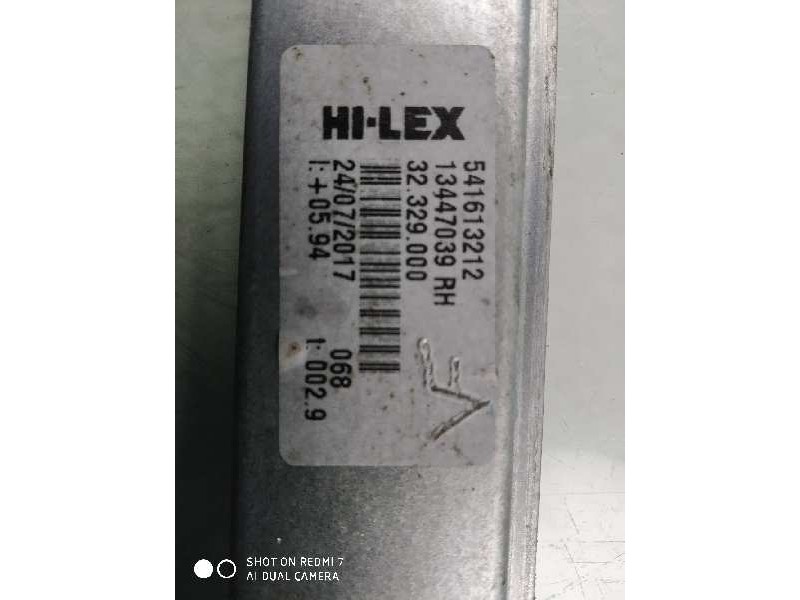 HI-LEX
541613212
13447039 RH
32.329.000
24/07/2017 068
I:+05.94 I: 002.9
SHOT ON REDMI 7
AI DUAL CAMERA